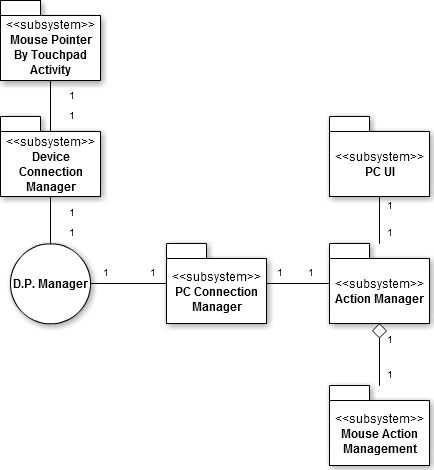 <<subsystem>>
Mouse Pointer
By Touchpad
Activity
1
1
<<subsystem>>
Device
Connection
Manager
1
1
D.P. Manager
1
1
<<subsystem>>
PC Connection
Manager
1
1
<<subsystem>>
PC UI
1
1
<<subsystem>>
Action Manager
1
1
<<subsystem>>
Mouse Action
Management